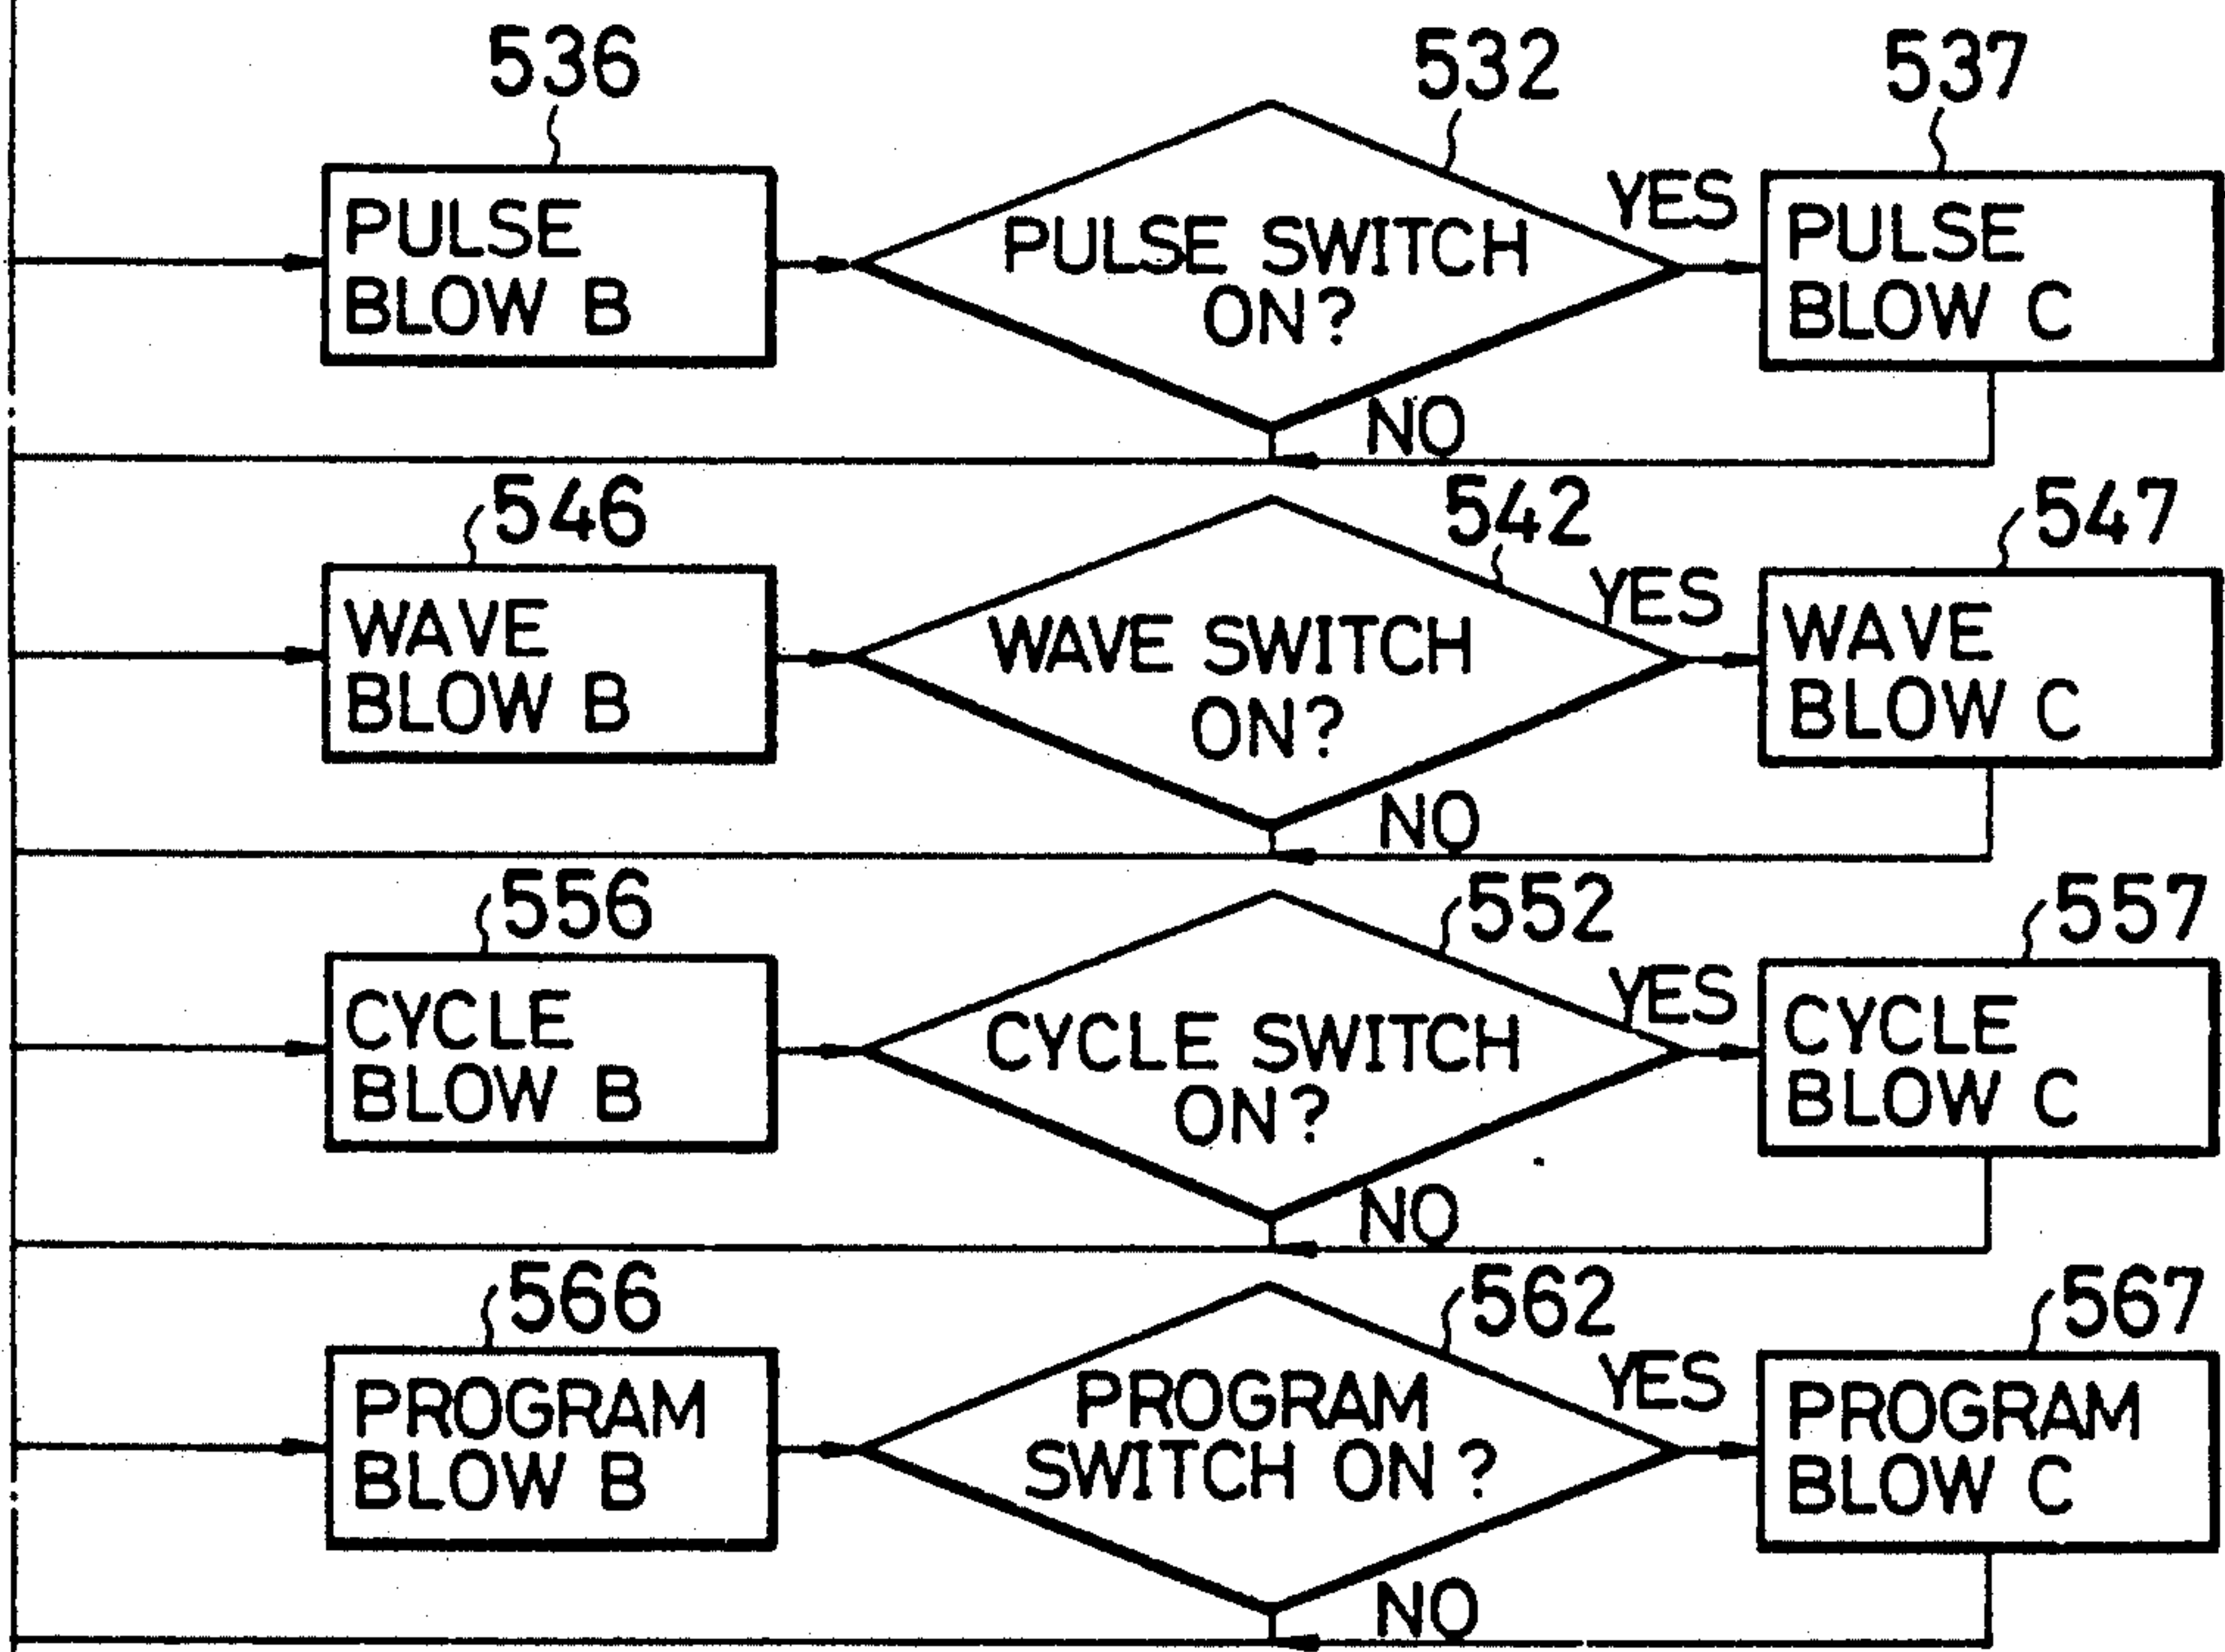 536
532
537
PULSE
BLOW B
PULSE SWITCH
ON?
YES
PULSE
BLOW C
NO
546
542
547
WAVE
BLOW B
WAVE SWITCH
ON?
YES
WAVE
BLOW C
NO
556
552
557
CYCLE
BLOW B
CYCLE SWITCH
ON?
YES
CYCLE
BLOW C
NO
566
562
567
PROGRAM
BLOW B
PROGRAM
SWITCH ON?
YES
PROGRAM
BLOW C
NO